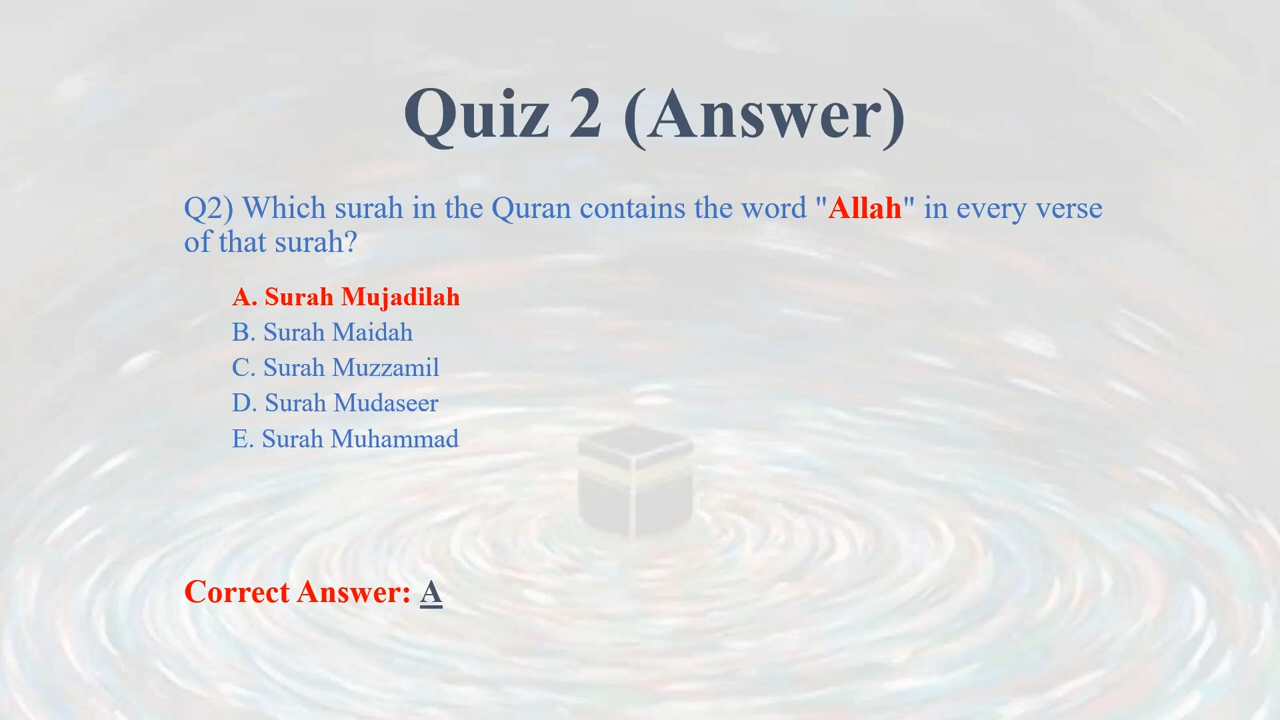 Quiz 2 (Answer)
Q2) Which surah in the Quran contains the word "Allah" in every verse
of that surah?
A. Surah Mujadilah
B. Surah Maidah
C. Surah Muzzamil
D. Surah Mudaseer
E. Surah Muhammad
Correct Answer: A